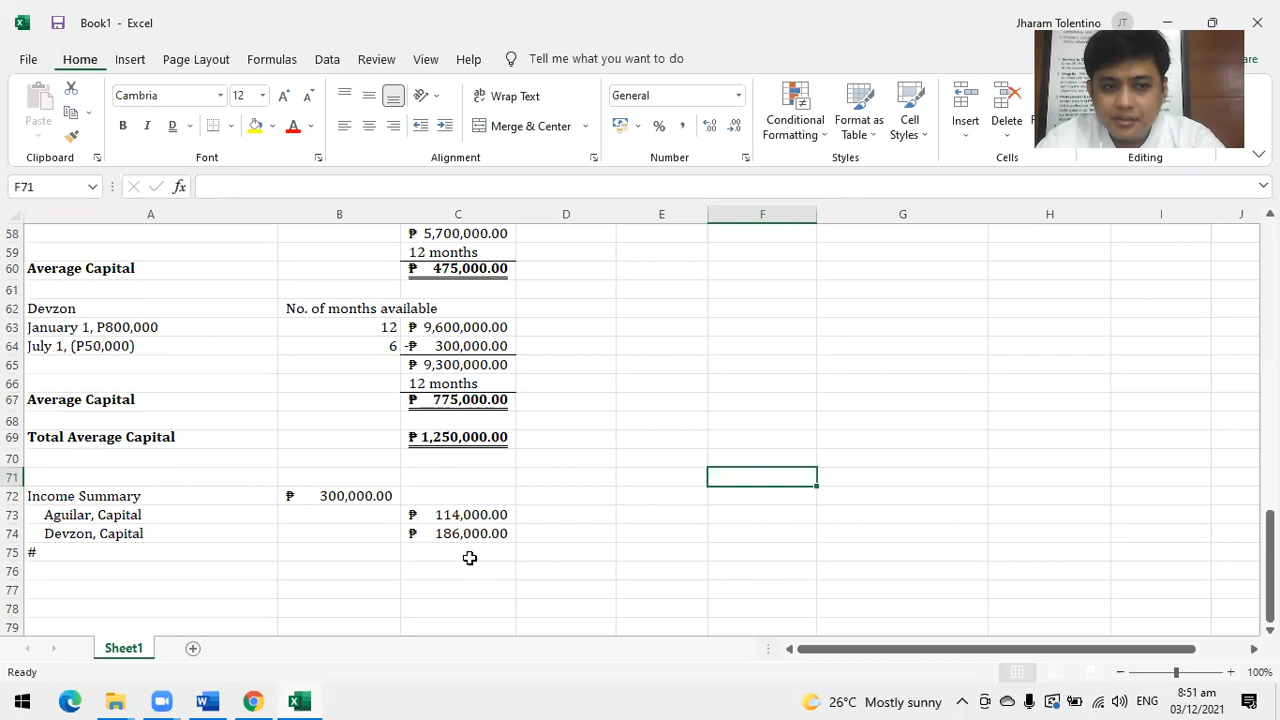 Book1 - Excel
Jharam Tolentino JT
File Home Insert Page Layout Formulas Data Review View Help Tell me what you want to do
Paste Cambria 12 Wrap Text General Conditional Formatting Format as Table Cell Styles Insert Delete
Merge & Center
Clipboard Font Alignment Number Styles Cells Editing
F71 fx
A B C D E F G H I J
58 ₱ 5,700,000.00
59 12 months
60 Average Capital ₱ 475,000.00
61
62 Devzon No. of months available
63 January 1, P800,000 12 ₱ 9,600,000.00
64 July 1, (P50,000) 6 -₱ 300,000.00
65 ₱ 9,300,000.00
66 12 months
67 Average Capital ₱ 775,000.00
68
69 Total Average Capital ₱ 1,250,000.00
70
71
72 Income Summary ₱ 300,000.00
73 Aguilar, Capital ₱ 114,000.00
74 Devzon, Capital ₱ 186,000.00
75 #
76
77
78
79
Sheet1
Ready 100%
26°C Mostly sunny ENG 8:51 am
03/12/2021